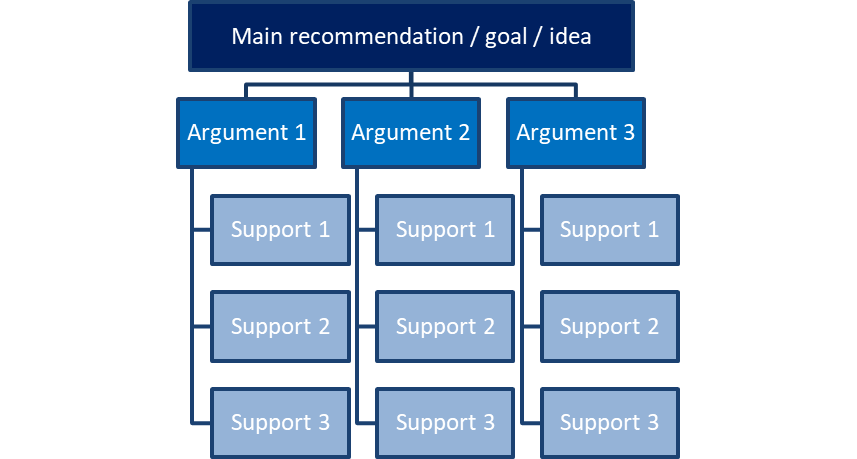 Main recommendation / goal / idea
Argument 1
Argument 2
Argument 3
Support 1
Support 1
Support 1
Support 2
Support 2
Support 2
Support 3
Support 3
Support 3